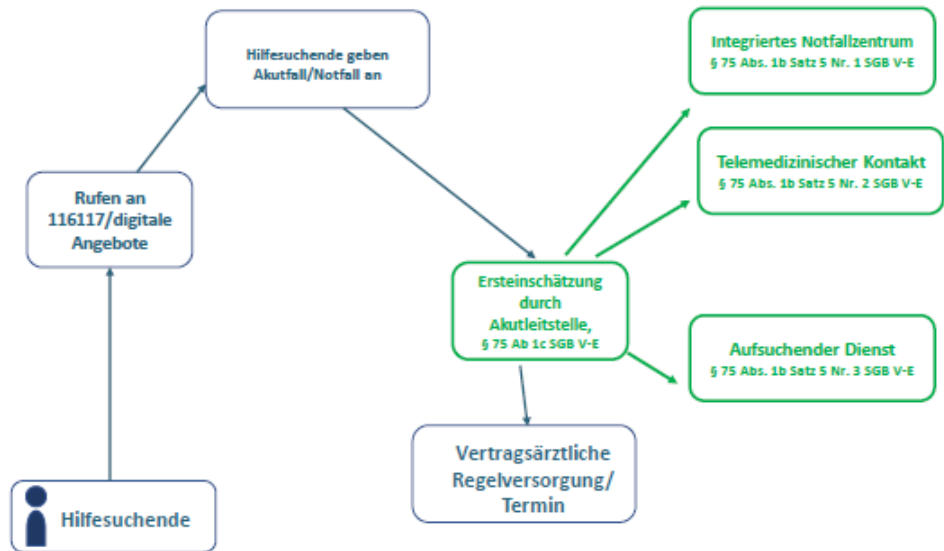 Hilfesuchende geben
Akutfall/Notfall an
Integriertes Notfallzentrum
§ 75 Abs. 1b Satz 5 Nr. 1 SGB V-E
Telemedizinischer Kontakt
§ 75 Abs. 1b Satz 5 Nr. 2 SGB V-E
Rufen an
116117/digitale
Angebote
Ersteinschätzung
durch
Akutleitstelle,
§ 75 Ab 1c SGB V-E
Aufsuchender Dienst
§ 75 Abs. 1b Satz 5 Nr. 3 SGB V-E
Vertragsärztliche
Regelversorgung/
Termin
Hilfesuchende